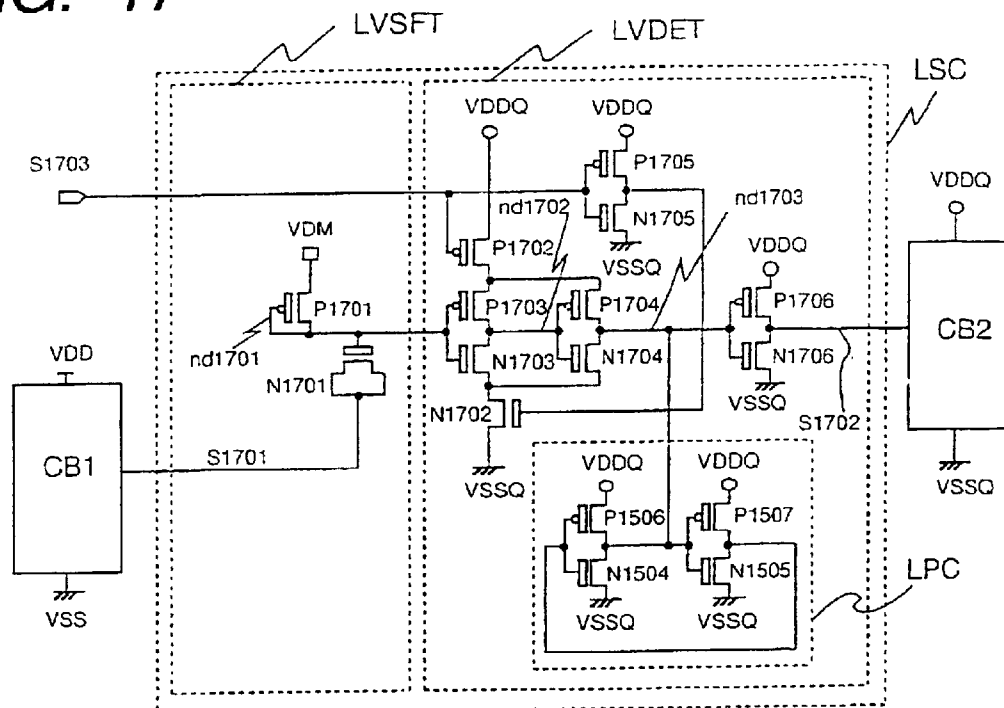 LVSFT
LVDET
LSC
VDDQ
VDDQ
S1703
P1705
nd1702
nd1703
VDDQ
N1705
VDM
P1702
VSSQ
VDDQ
P1701
P1703
P1704
P1706
CB2
nd1701
VDD
N1703
N1704
N1706
N1701
N1702
VSSQ
S1702
CB1
S1701
VSSQ
VDDQ
VDDQ
VSSQ
P1506
P1507
N1504
N1505
LPC
VSS
VSSQ
VSSQ